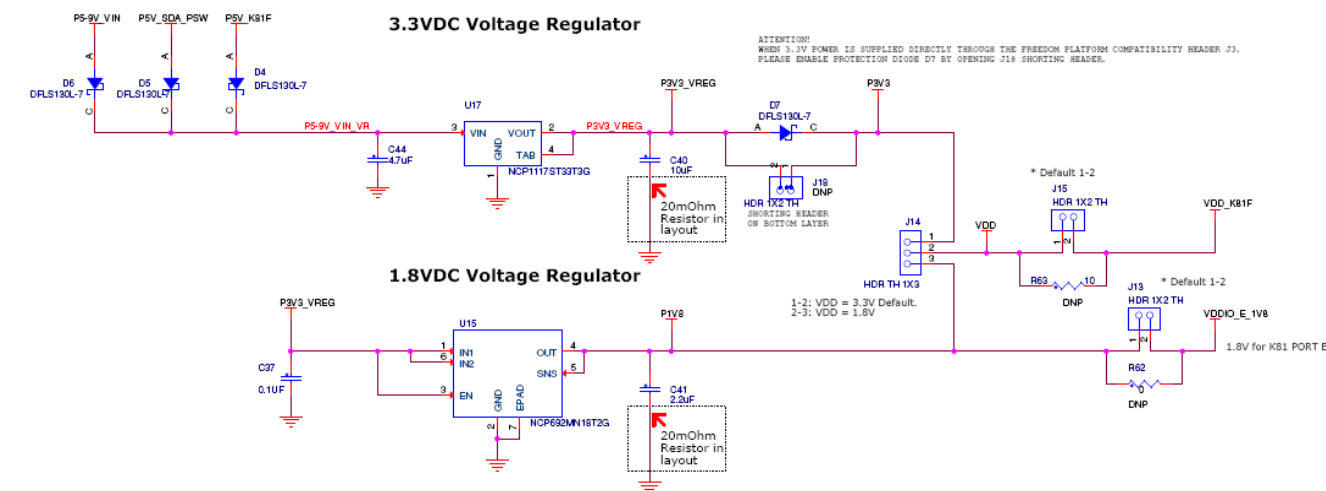 P5-9V_VIN P5V_SDA_PSW P5V_K81F
3.3VDC Voltage Regulator
ATTENTION!
WHEN 3.3V POWER IS SUPPLIED DIRECTLY THROUGH THE FREEDOM PLATFORM COMPATIBILITY HEADER J3.
PLEASE ENABLE PROTECTION DIODE D7 BY OPENING J18 SHORTING HEADER.
A A A
D6
DFLS130L-7
D5
DFLS130L-7
D4
DFLS130L-7
C C C
P5-9V_VIN_VR
C44
4.7uF
U17
3 VIN VOUT 2
TAB 4
GND
1
NCP1117ST33T3G
P3V3_VREG
P3V3_VREG
C40
10uF
20mOhm
Resistor in
layout
D7
DFLS130L-7
A C
P3V3
2 1
J18
DNP
HDR 1X2 TH
SHORTING HEADER
ON BOTTOM LAYER
J14
1
2
3
HDR TH 1X3
1-2: VDD = 3.3V Default.
2-3: VDD = 1.8V
VDD
* Default 1-2
J15
HDR 1X2 TH
1 2
VDD_K81F
R63 10
DNP
* Default 1-2
J13
HDR 1X2 TH
1 2
VDDIO_E_1V8
1.8V for K81 PORT E
R62
0
DNP
1.8VDC Voltage Regulator
P3V3_VREG
C37
0.1UF
U15
1 IN1 OUT 4
6 IN2 SNS 5
3 EN
GND EPAD
2 7
NCP692MN18T2G
P1V8
C41
2.2uF
20mOhm
Resistor in
layout